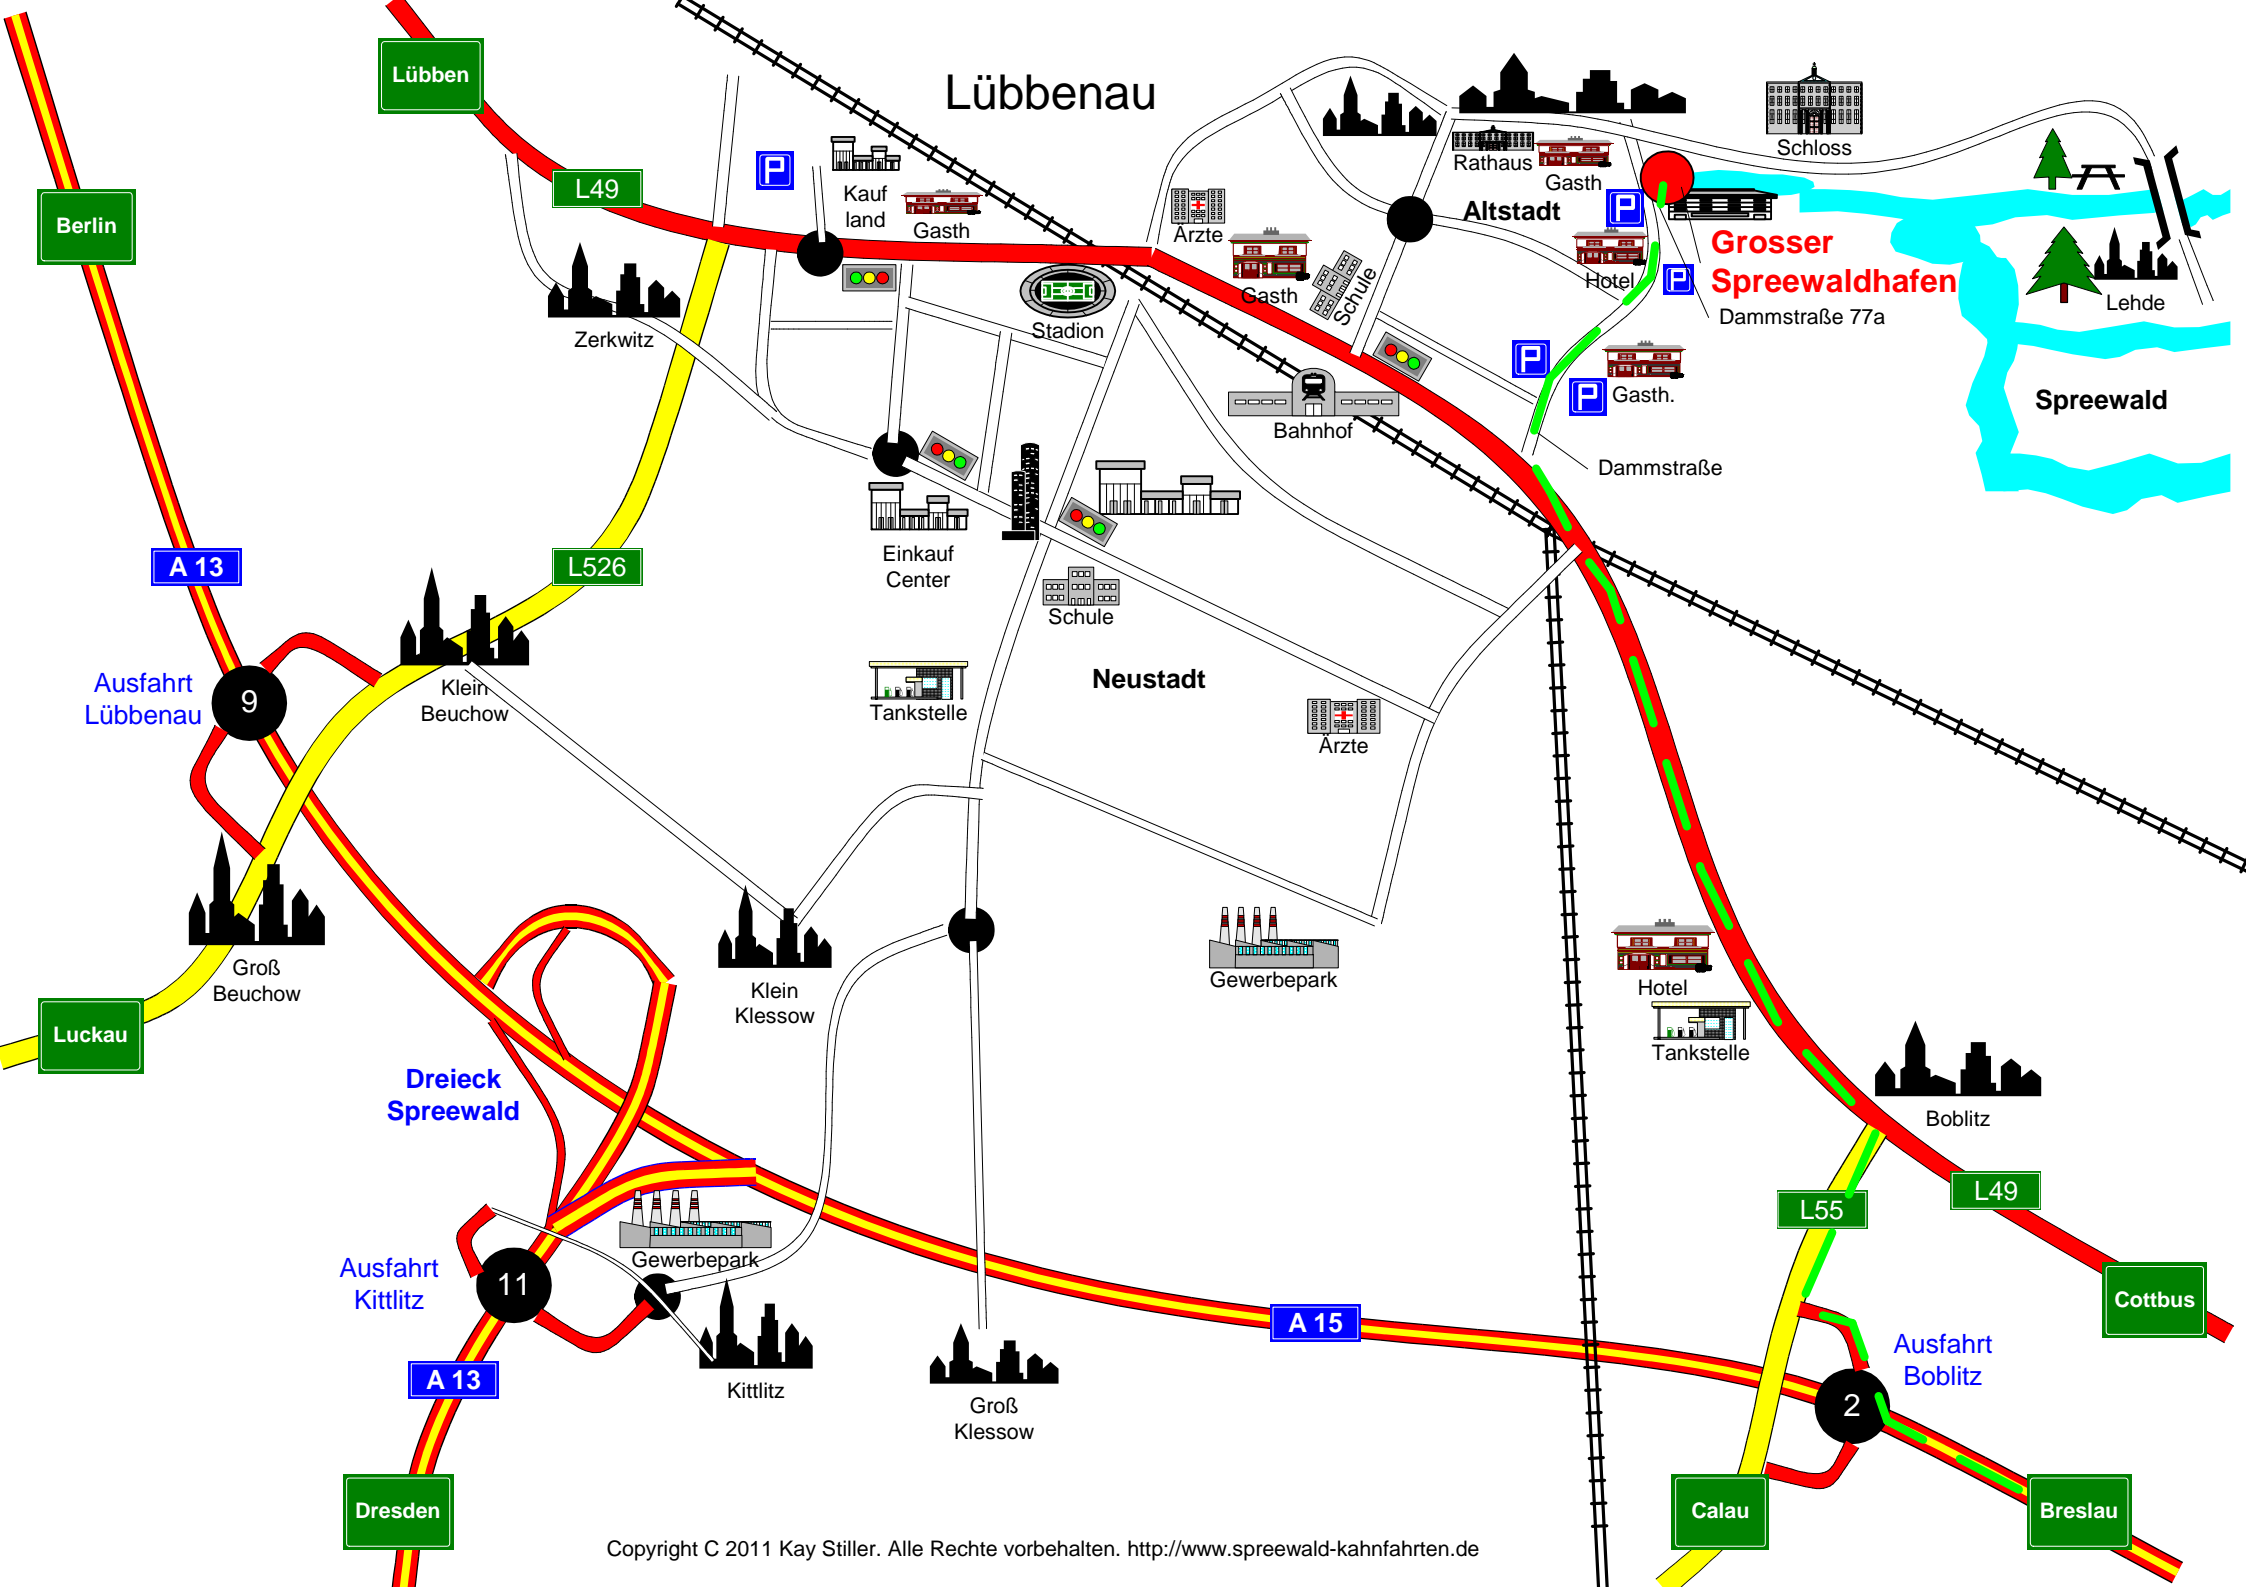 Lübbenau
Lübben
L49
P
Kauf
land
Gasth
Berlin
Zerkwitz
Stadion
Ärzte
Gasth
Schule
Rathaus
Gasth
Altstadt
Schloss
P
Hotel
P
Grosser
Spreewaldhafen
Dammstraße 77a
Lehde
P
P
Gasth.
Spreewald
Bahnhof
Dammstraße
A 13
L526
Einkauf
Center
Schule
Ausfahrt
Lübbenau
9
Klein
Beuchow
Tankstelle
Neustadt
Ärzte
Groß
Beuchow
Luckau
Klein
Klessow
Gewerbepark
Hotel
Tankstelle
Dreieck
Spreewald
Boblitz
L49
L55
Gewerbepark
Ausfahrt
Kittlitz
11
A 13
Kittlitz
Groß
Klessow
A 15
Cottbus
Ausfahrt
Boblitz
2
Dresden
Calau
Breslau
Copyright C 2011 Kay Stiller. Alle Rechte vorbehalten. http://www.spreewald-kahnfahrten.de